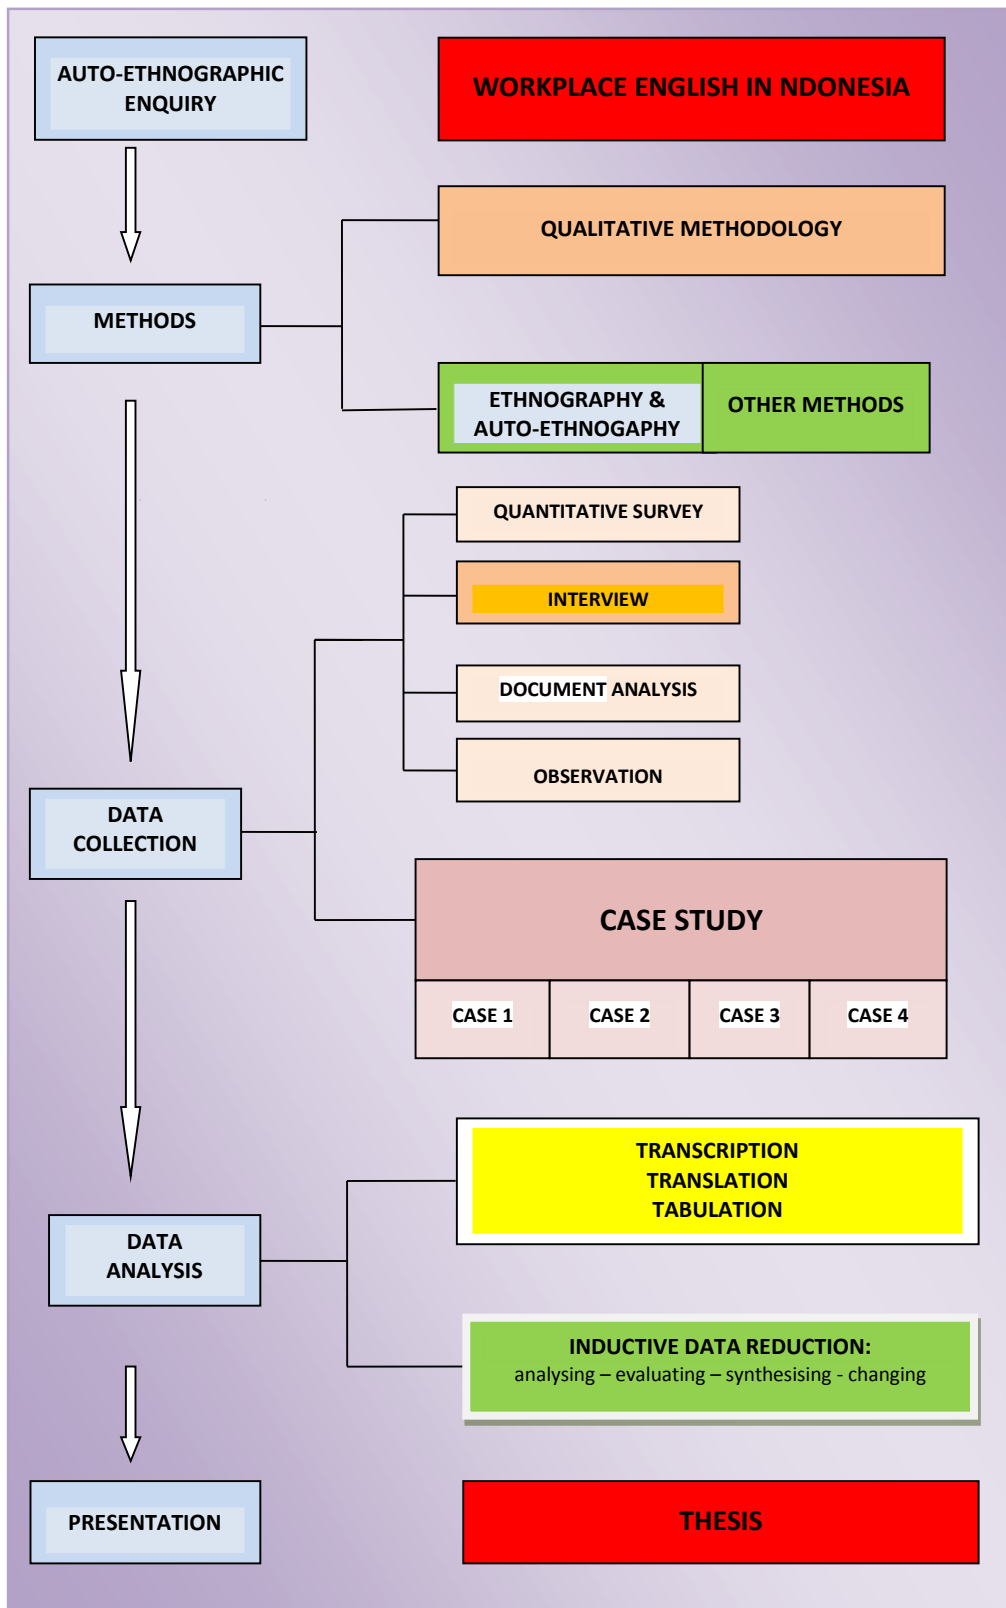 AUTO-ETHNOGRAPHIC
ENQUIRY
WORKPLACE ENGLISH IN NDONESIA
QUALITATIVE METHODOLOGY
METHODS
ETHNOGRAPHY &
AUTO-ETHNOGAPHY
OTHER METHODS
QUANTITATIVE SURVEY
INTERVIEW
DOCUMENT ANALYSIS
OBSERVATION
DATA
COLLECTION
CASE STUDY
CASE 1
CASE 2
CASE 3
CASE 4
TRANSCRIPTION
TRANSLATION
TABULATION
DATA
ANALYSIS
INDUCTIVE DATA REDUCTION:
analysing – evaluating – synthesising - changing
PRESENTATION
THESIS